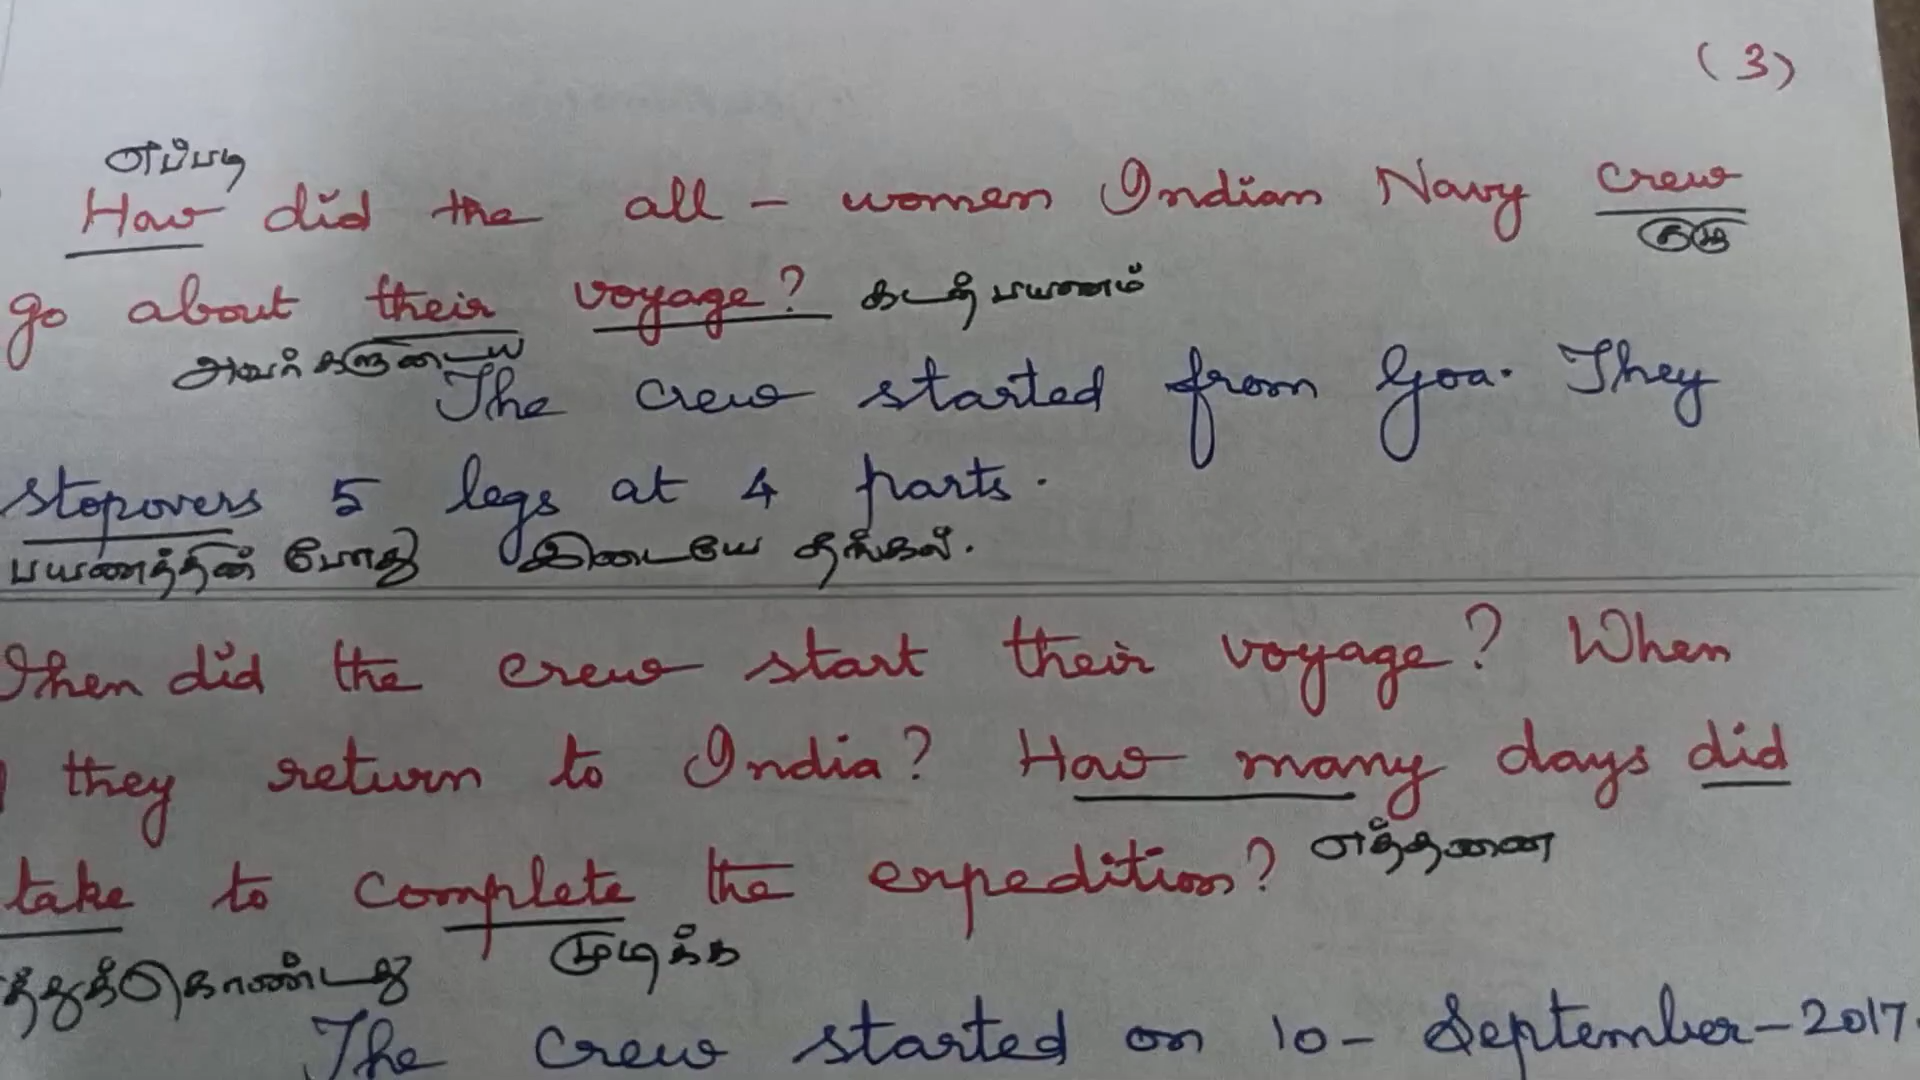 (3)
எப்படி
How did the all - women Indian Navy crew
குழு
go about their voyage? கடல் பயணம்
அவர்களுடைய
The crew started from Goa. They
stopovers 5 legs at 4 parts.
பயணத்தின் போது இடையே தங்கல்.
When did the crew start their voyage? When
they return to India? How many days did
எத்தனை
take to complete the expedition?
த்துக்கொண்டது முடிக்க
The crew started on 10- September-2017.